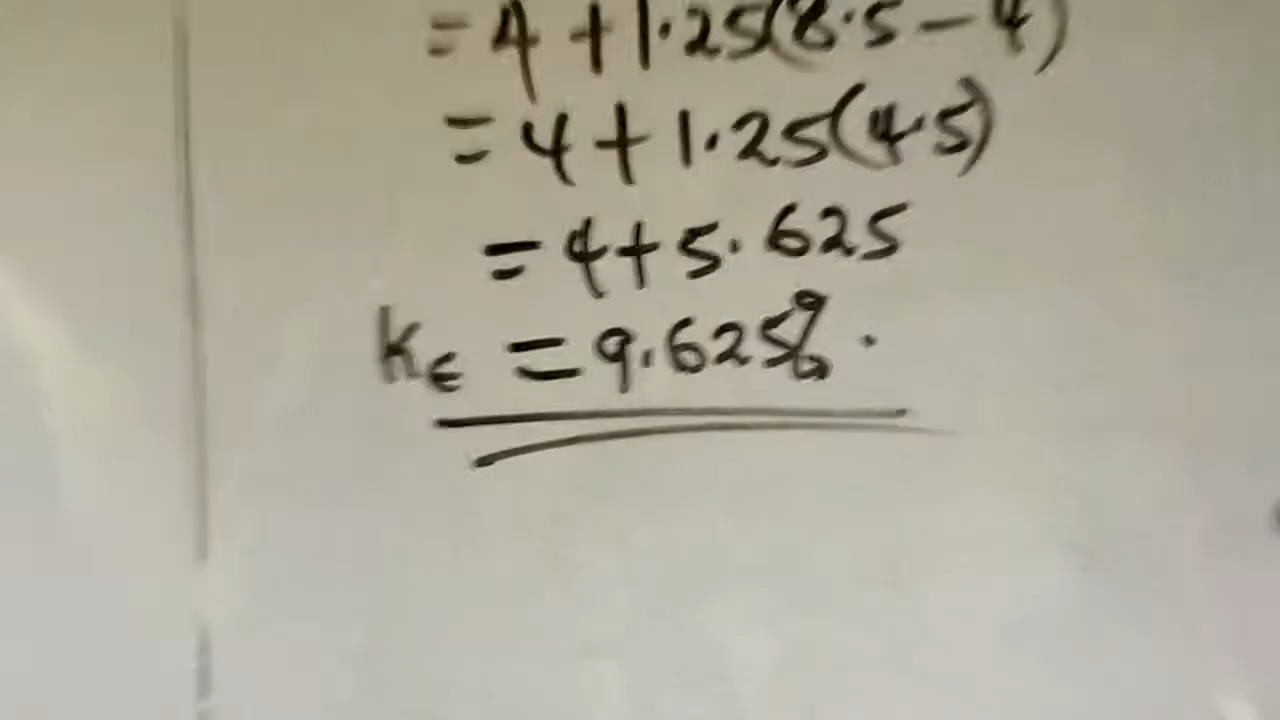 = 4 + 1.25(8.5 - 4)
= 4 + 1.25(4.5)
= 4 + 5.625
KE = 9.625%.